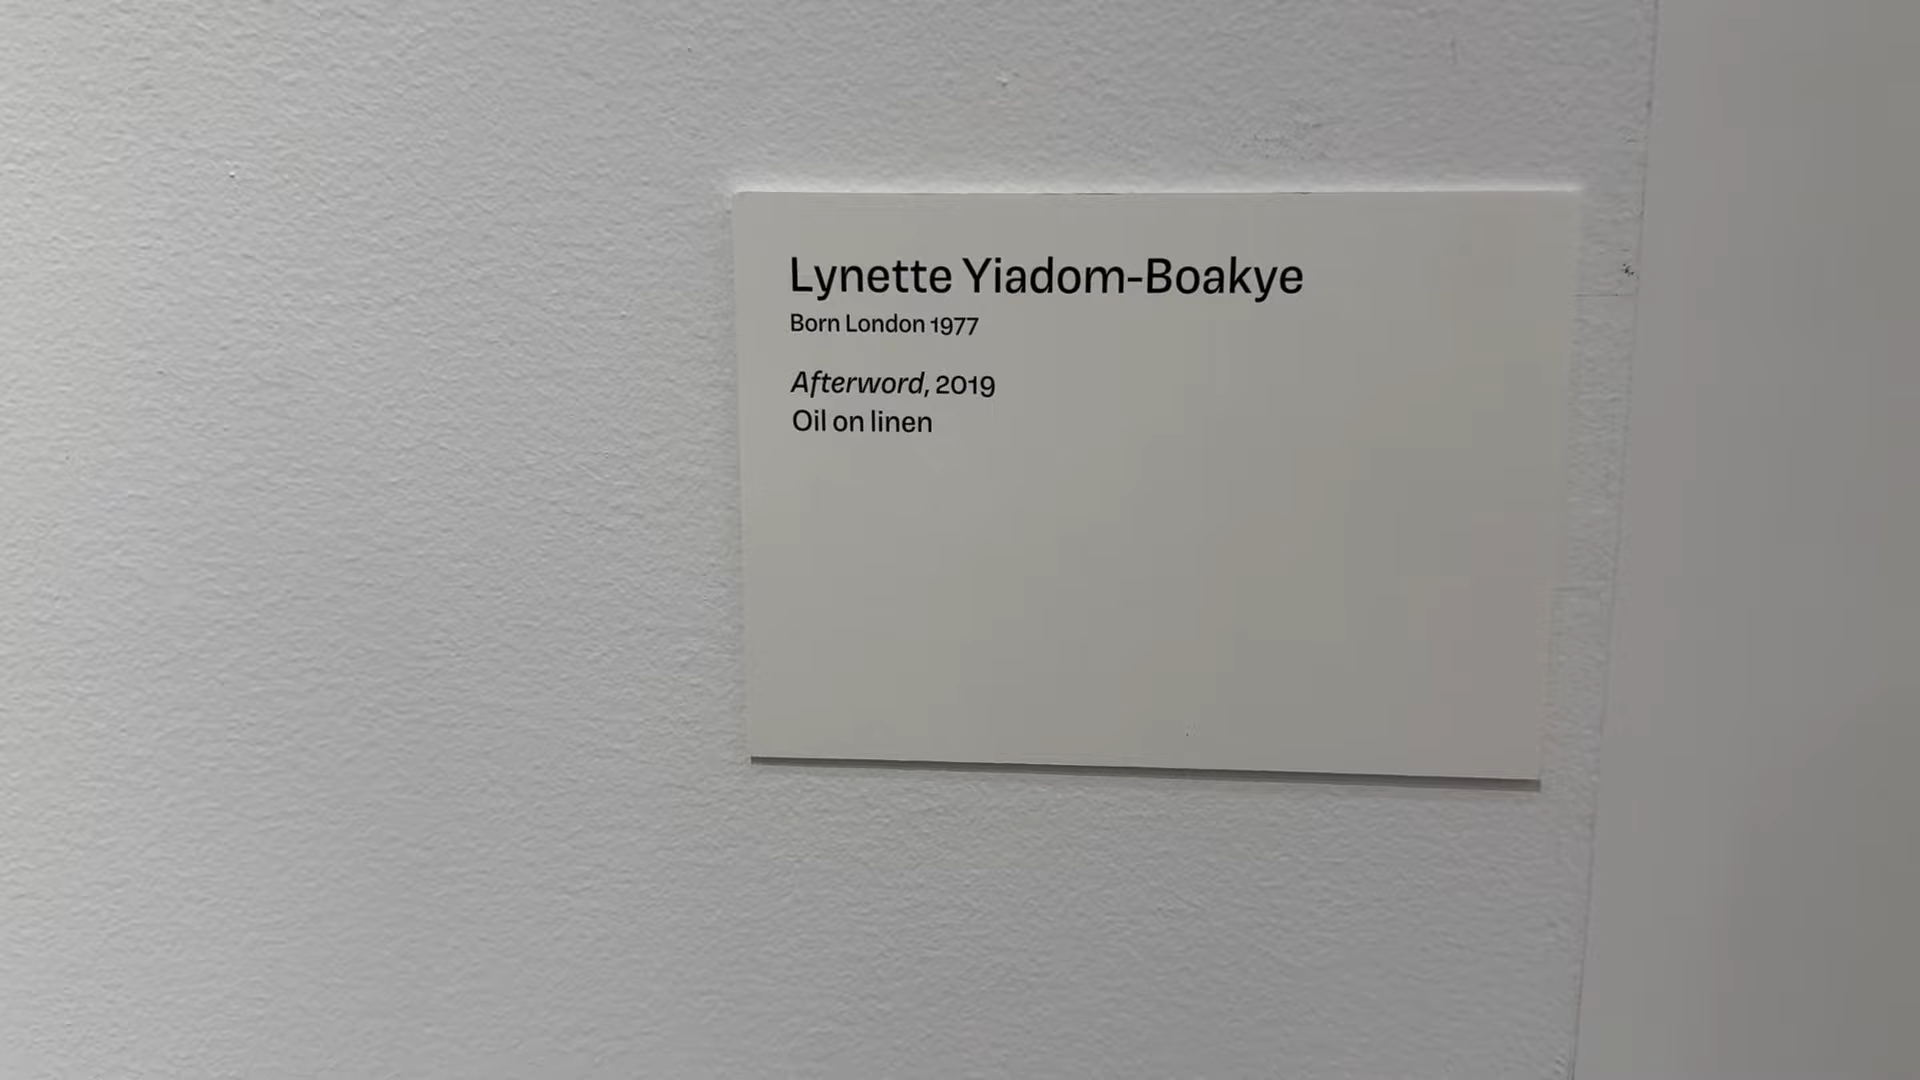 Lynette Yiadom-Boakye
Born London 1977
Afterword, 2019
Oil on linen